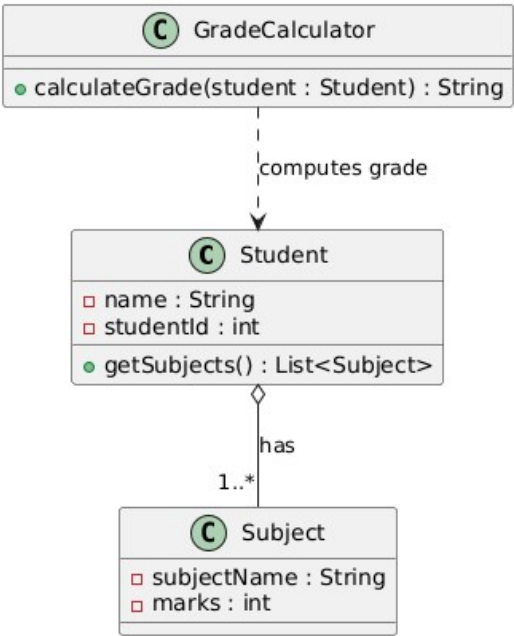 C GradeCalculator
calculateGrade(student : Student) : String
computes grade
C Student
name : String
studentId : int
getSubjects() : List<Subject>
has
1..*
C Subject
subjectName : String
marks : int